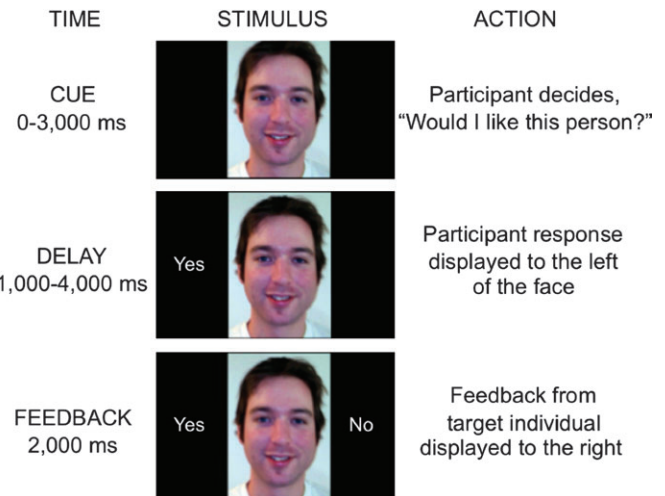 TIME STIMULUS ACTION
CUE
0-3,000 ms
Participant decides,
“Would I like this person?”
DELAY
1,000-4,000 ms
Yes
Participant response
displayed to the left
of the face
FEEDBACK
2,000 ms
Yes No
Feedback from
target individual
displayed to the right